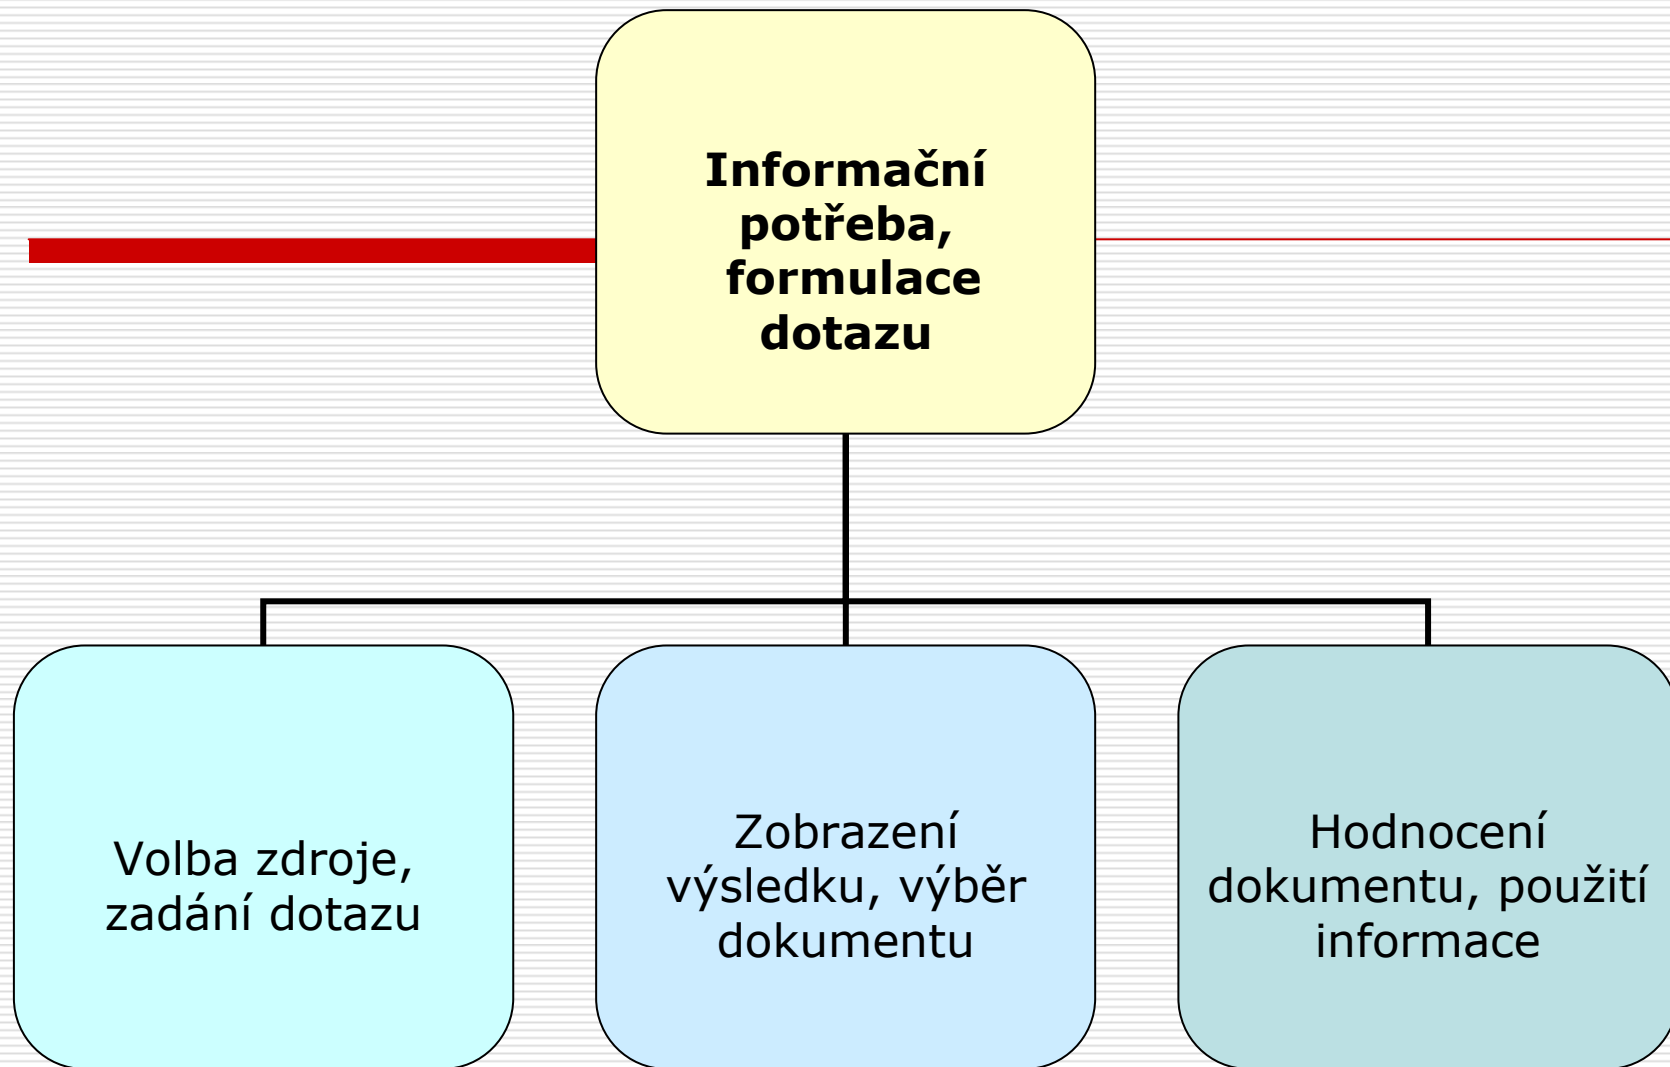 Informační
potřeba,
formulace
dotazu
Volba zdroje,
zadání dotazu
Zobrazení
výsledku, výběr
dokumentu
Hodnocení
dokumentu, použití
informace